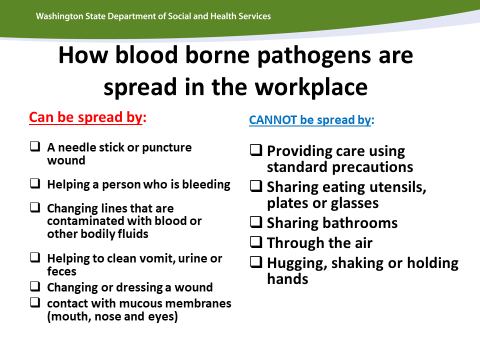 Washington State Department of Social and Health Services
How blood borne pathogens are
spread in the workplace
Can be spread by:
❑ A needle stick or puncture
wound
❑ Helping a person who is bleeding
❑ Changing lines that are
contaminated with blood or
other bodily fluids
❑ Helping to clean vomit, urine or
feces
❑ Changing or dressing a wound
❑ contact with mucous membranes
(mouth, nose and eyes)
CANNOT be spread by:
❑ Providing care using
standard precautions
❑ Sharing eating utensils,
plates or glasses
❑ Sharing bathrooms
❑ Through the air
❑ Hugging, shaking or holding
hands